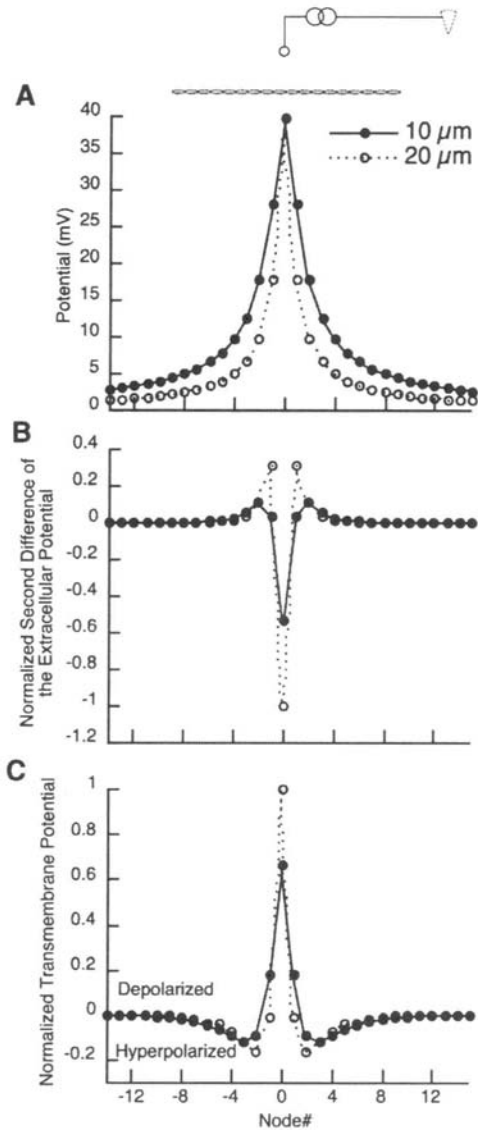 A
40
35
30
25
20
15
10
5
0
Potential (mV)
10 µm
20 µm
B
0.4
0.2
0
-0.2
-0.4
-0.6
-0.8
-1
-1.2
Normalized Second Difference of
the Extracellular Potential
C
1
0.8
0.6
0.4
0.2
0
-0.2
Normalized Transmembrane Potential
Depolarized
Hyperpolarized
-12 -8 -4 0 4 8 12
Node#